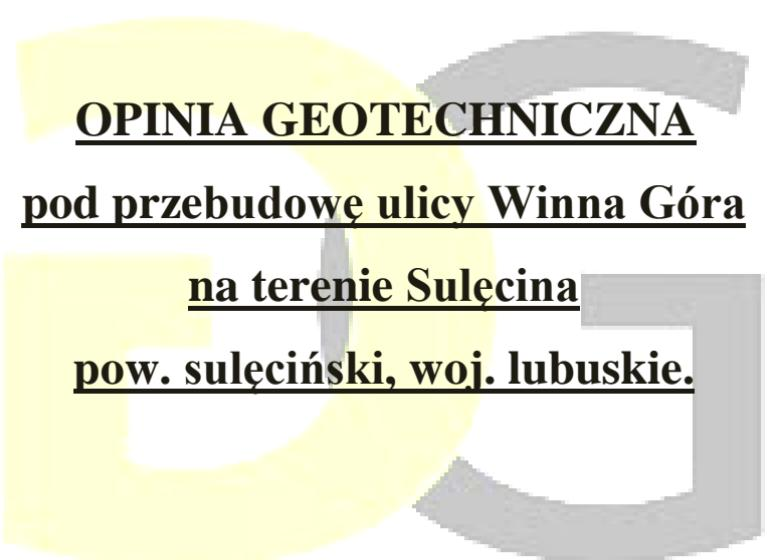 OPINIA GEOTECHNICZNA
pod przebudowę ulicy Winna Góra
na terenie Sulęcina
pow. sulęciński, woj. lubuskie.